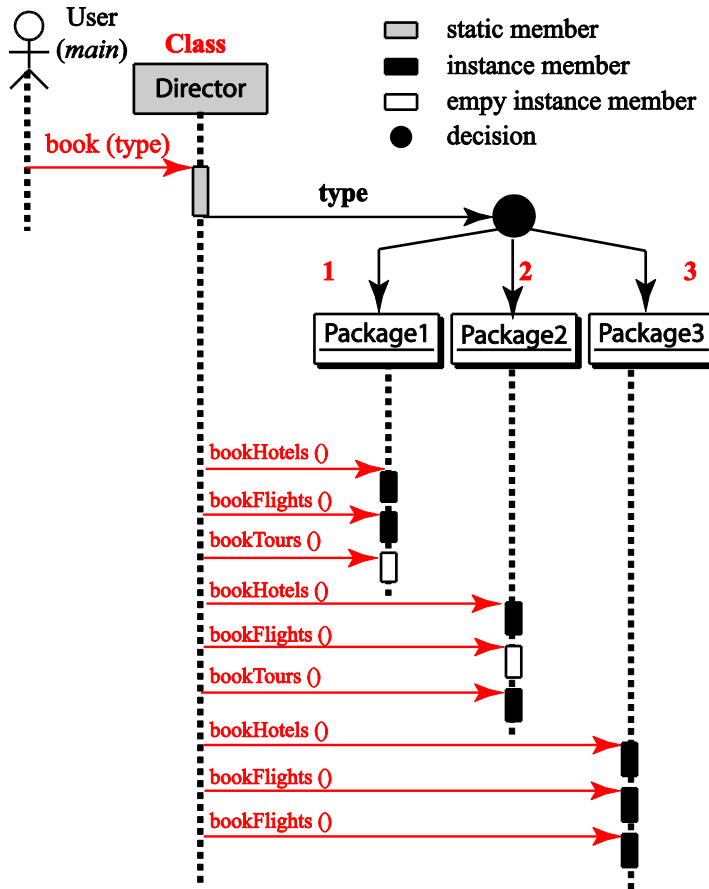 User
(main)
Class
Director
static member
instance member
empy instance member
decision
book (type)
type
1
2
3
Package1
Package2
Package3
bookHotels ()
bookFlights ()
bookTours ()
bookHotels ()
bookFlights ()
bookTours ()
bookHotels ()
bookFlights ()
bookFlights ()